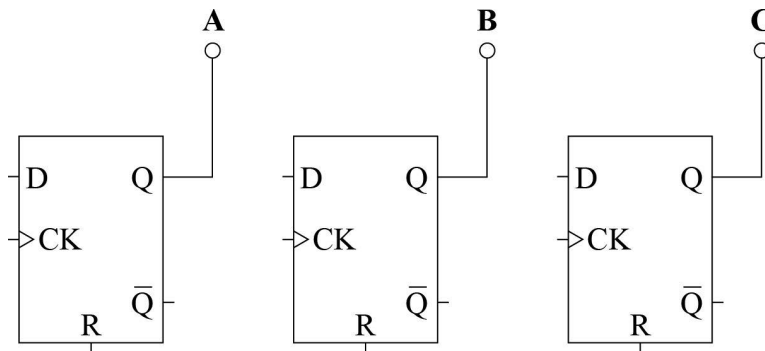 A B C
D Q D Q D Q
CK CK CK
Q̅ Q̅ Q̅
R R R